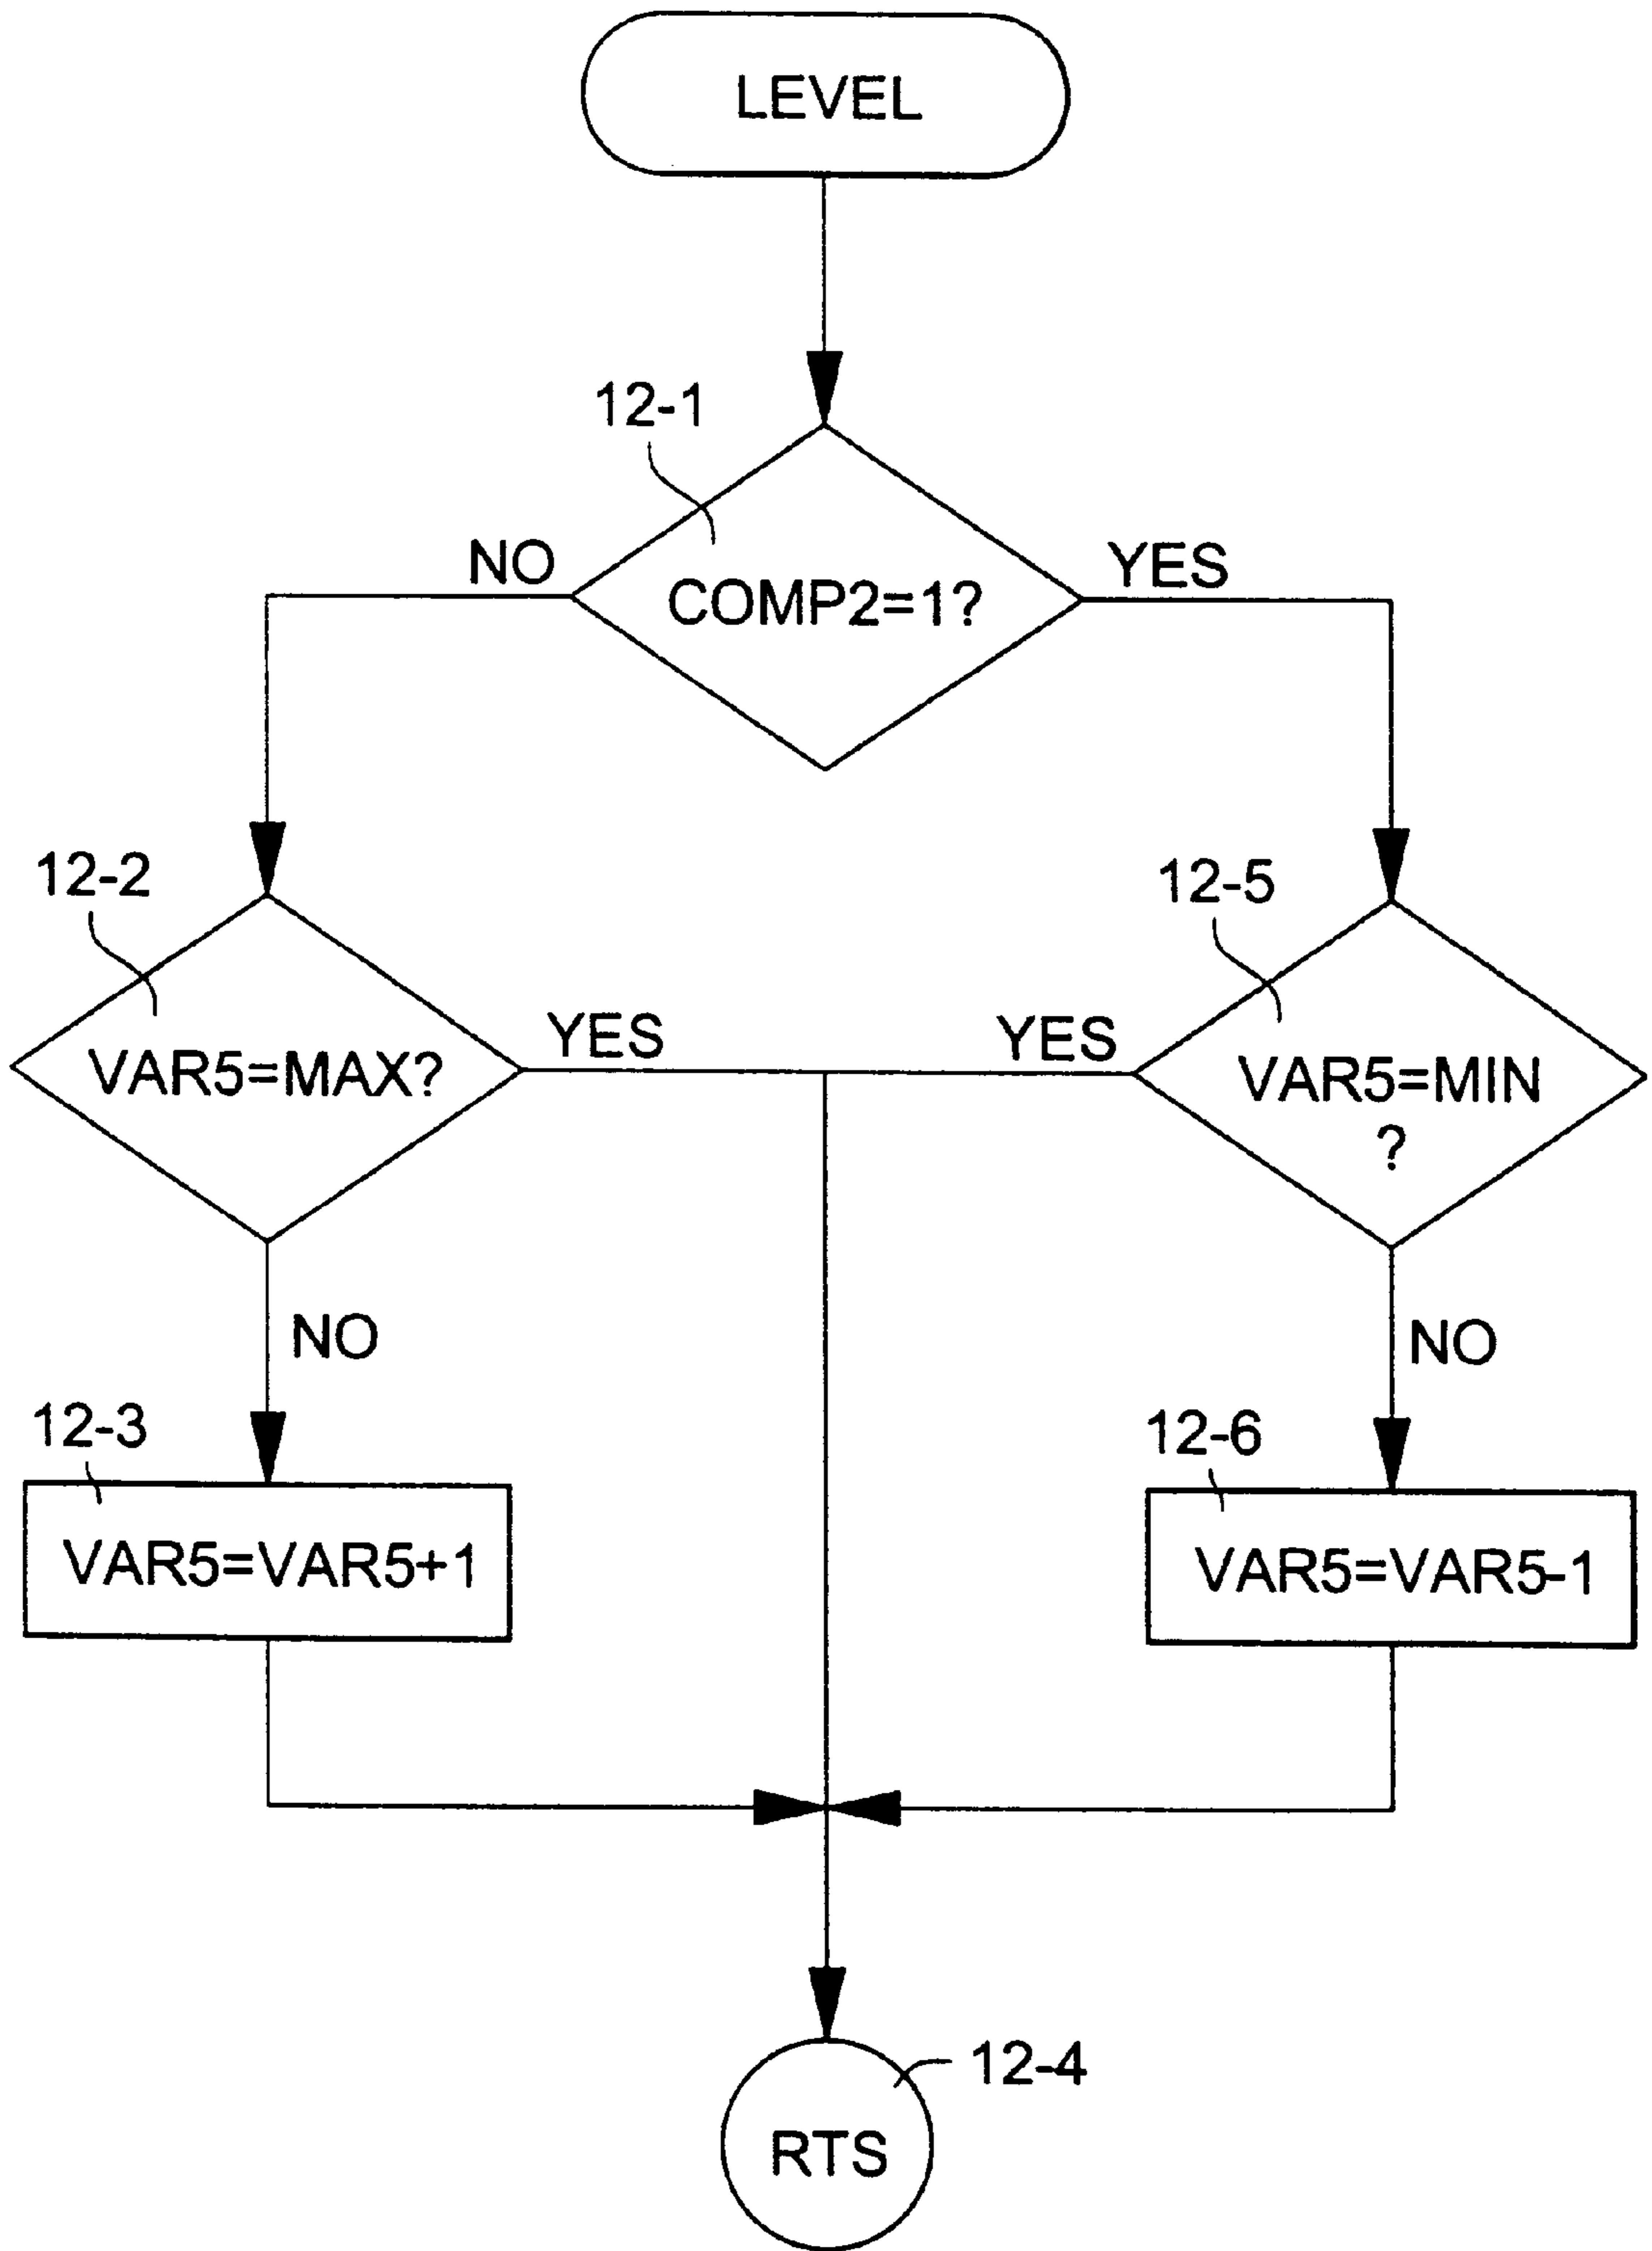 LEVEL
12-1
NO
YES
COMP2=1?
12-2
12-5
YES
YES
VAR5=MAX?
VAR5=MIN
?
NO
NO
12-3
12-6
VAR5=VAR5+1
VAR5=VAR5-1
12-4
RTS